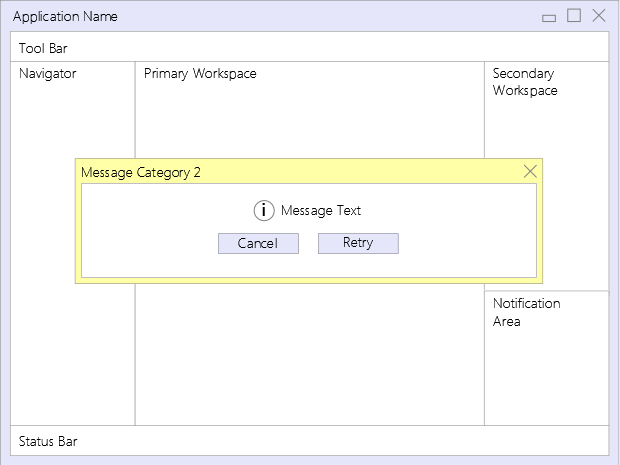 Application Name
Tool Bar
Navigator
Primary Workspace
Secondary
Workspace
Message Category 2
i Message Text
Cancel
Retry
Notification
Area
Status Bar